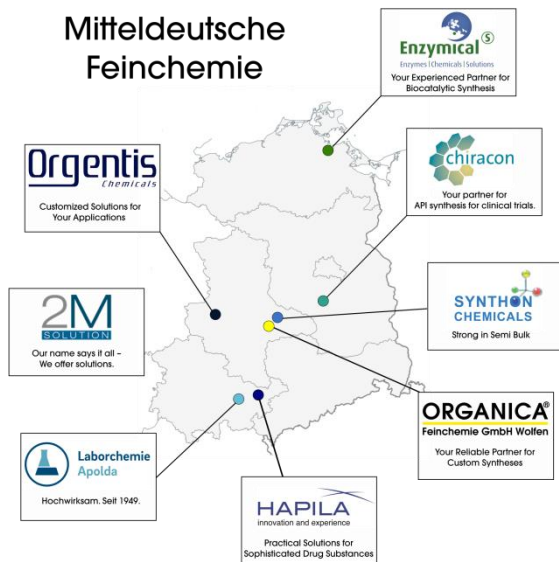 Mitteldeutsche
Feinchemie
Enzymical S
Enzymes | Chemicals | Solutions
Your Experienced Partner for
Biocatalytic Synthesis
Orgentis
Chemicals
Customized Solutions for
Your Applications
chiracon
Your partner for
API synthesis for clinical trials.
2M
SOLUTION
Our name says it all –
We offer solutions.
SYNTHON
CHEMICALS
Strong in Semi Bulk
ORGANICA®
Feinchemie GmbH Wolfen
Your Reliable Partner for
Custom Syntheses
Laborchemie
Apolda
Hochwirksam. Seit 1949.
HAPILA
innovation and experience
Practical Solutions for
Sophisticated Drug Substances